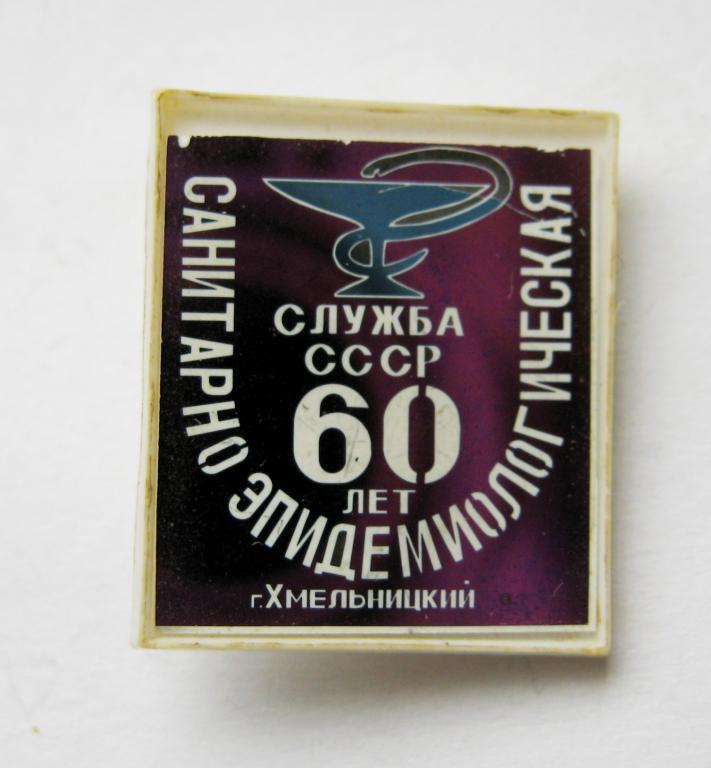 САНИТАРНО ЭПИДЕМИОЛОГИЧЕСКАЯ
СЛУЖБА
СССР
60
ЛЕТ
г. ХМЕЛЬНИЦКИЙ